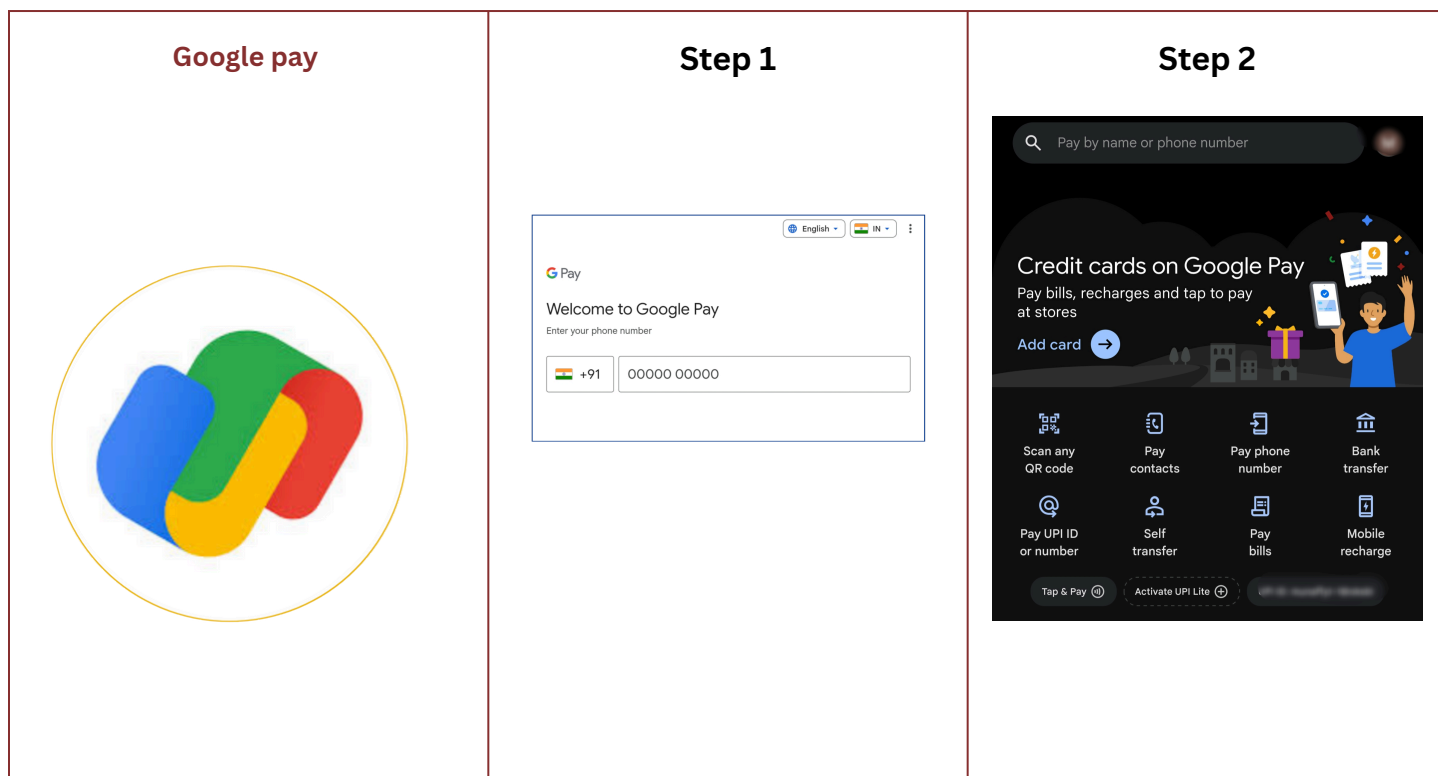 Google pay
Step 1
English
IN
G Pay
Welcome to Google Pay
Enter your phone number
+91
00000 00000
Step 2
Pay by name or phone number
Credit cards on Google Pay
Pay bills, recharges and tap to pay
at stores
Add card
Scan any
QR code
Pay
contacts
Pay phone
number
Bank
transfer
Pay UPI ID
or number
Self
transfer
Pay
bills
Mobile
recharge
Tap & Pay
Activate UPI Lite